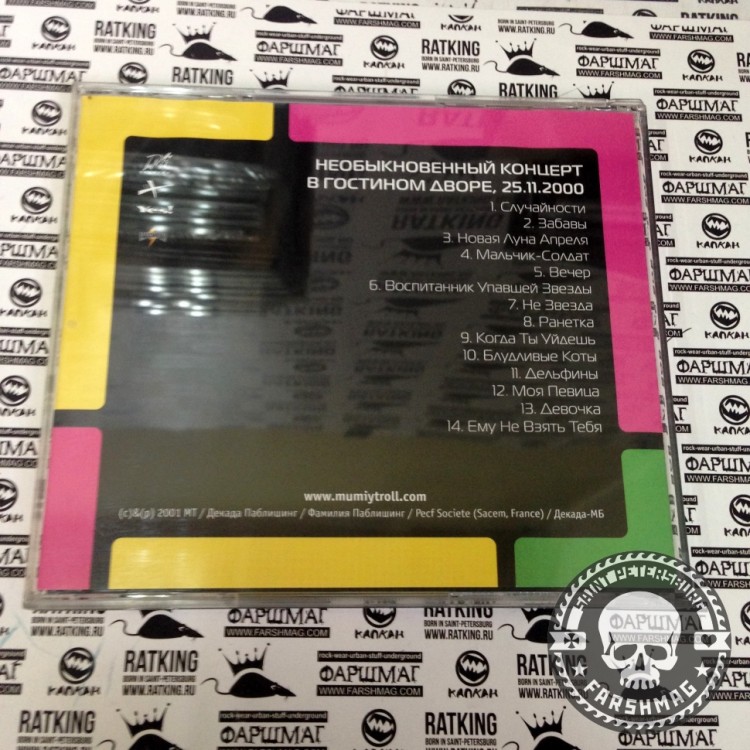 НЕОБЫКНОВЕННЫЙ КОНЦЕРТ
В ГОСТИНОМ ДВОРЕ, 25.11.2000
1. Случайности
2. Забавы
3. Новая Луна Апреля
4. Мальчик-Солдат
5. Вечер
6. Воспитанник Упавшей Звезды
7. Не Звезда
8. Ранетка
9. Когда Ты Уйдешь
10. Блудливые Коты
11. Дельфины
12. Моя Певица
13. Девочка
14. Ему Не Взять Тебя
www.mumiytroll.com
(c)&(p) 2001 МТ / Декада Паблишинг / Фамилия Паблишинг / Pecf Societe (Sacem, France) / Декада-МБ
RATKING
BORN IN SAINT-PETERSBURG
WWW.RATKING.RU
rock-wear-urban-stuff-underground
ФАРШМАГ
WWW.FARSHMAG.COM
КАПКАН
SAINT PETERSBURG
ФАРШМАГ
FARSHMAG